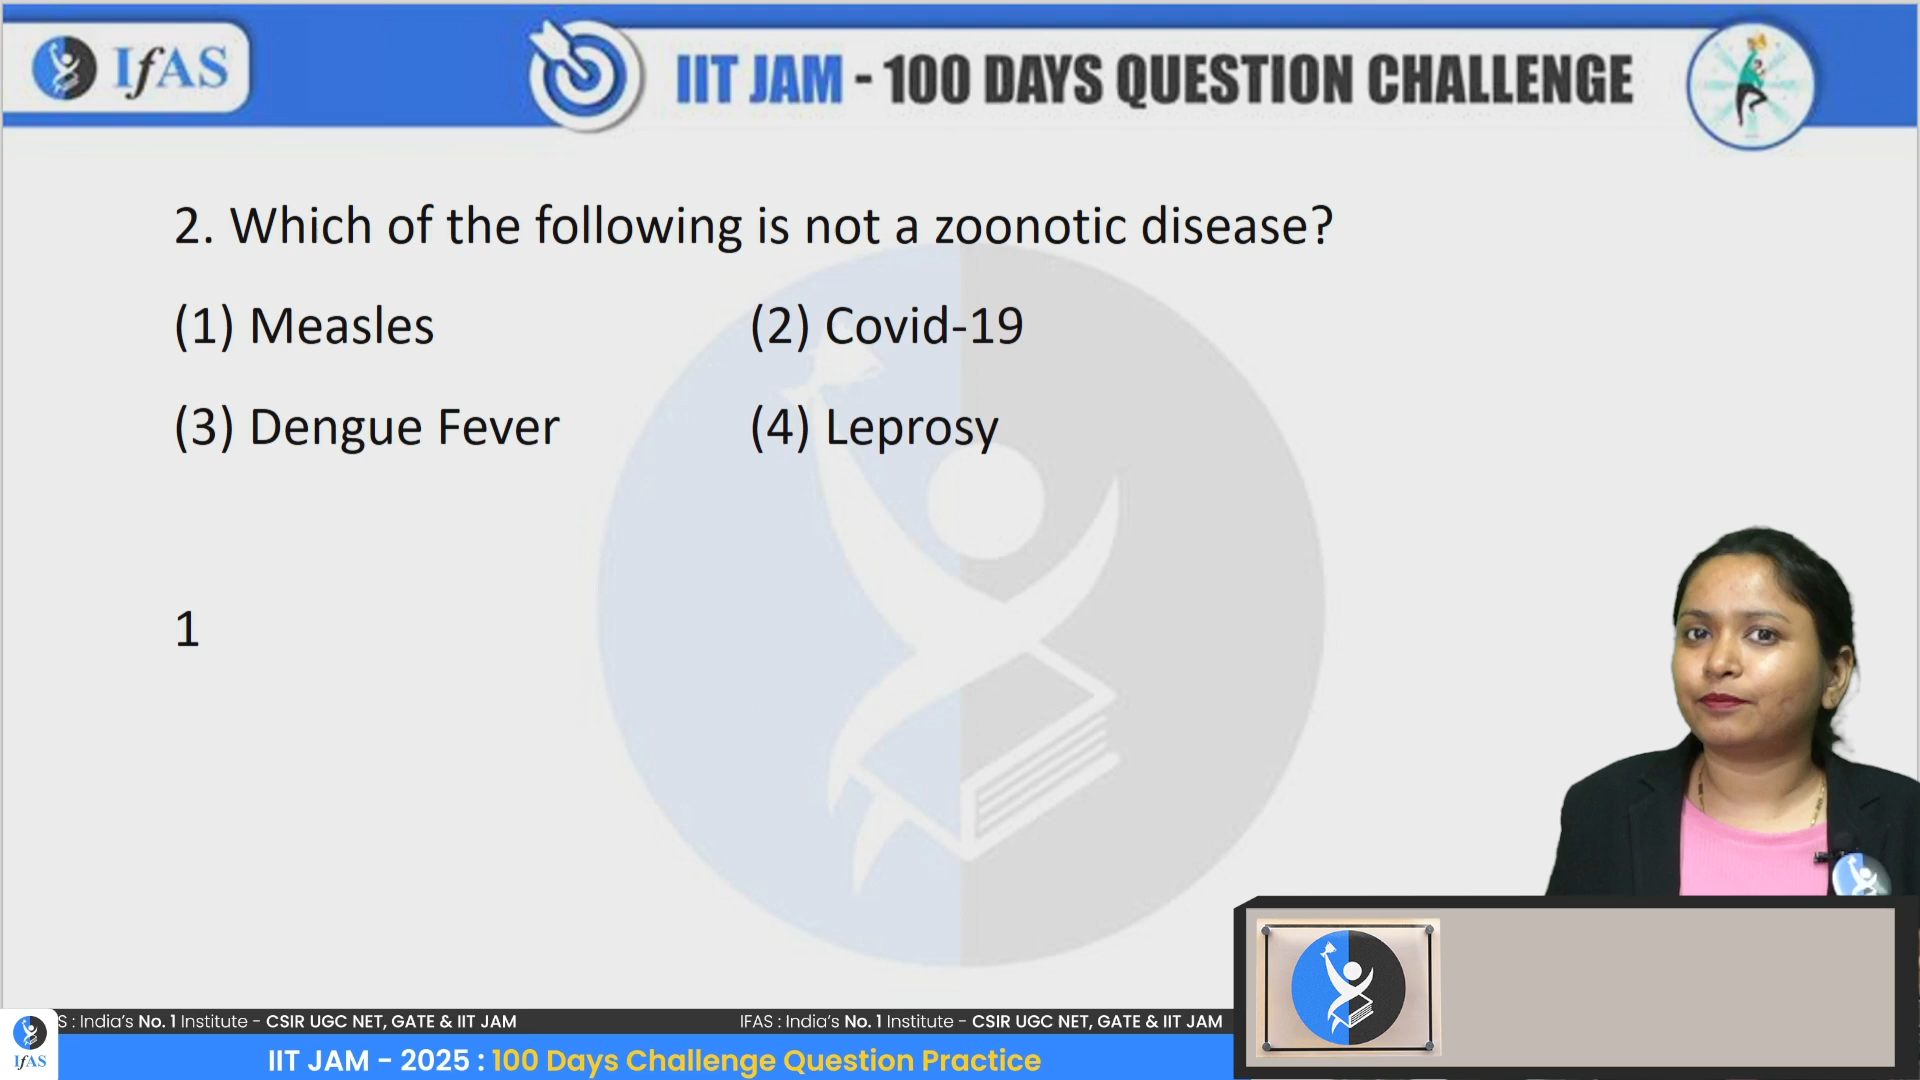 IfAS
IIT JAM - 100 DAYS QUESTION CHALLENGE
2. Which of the following is not a zoonotic disease?
(1) Measles (2) Covid-19
(3) Dengue Fever (4) Leprosy
1
S : India's No. 1 Institute - CSIR UGC NET, GATE & IIT JAM IFAS : India's No. 1 Institute - CSIR UGC NET, GATE & IIT JAM
IfAS
IIT JAM - 2025 : 100 Days Challenge Question Practice